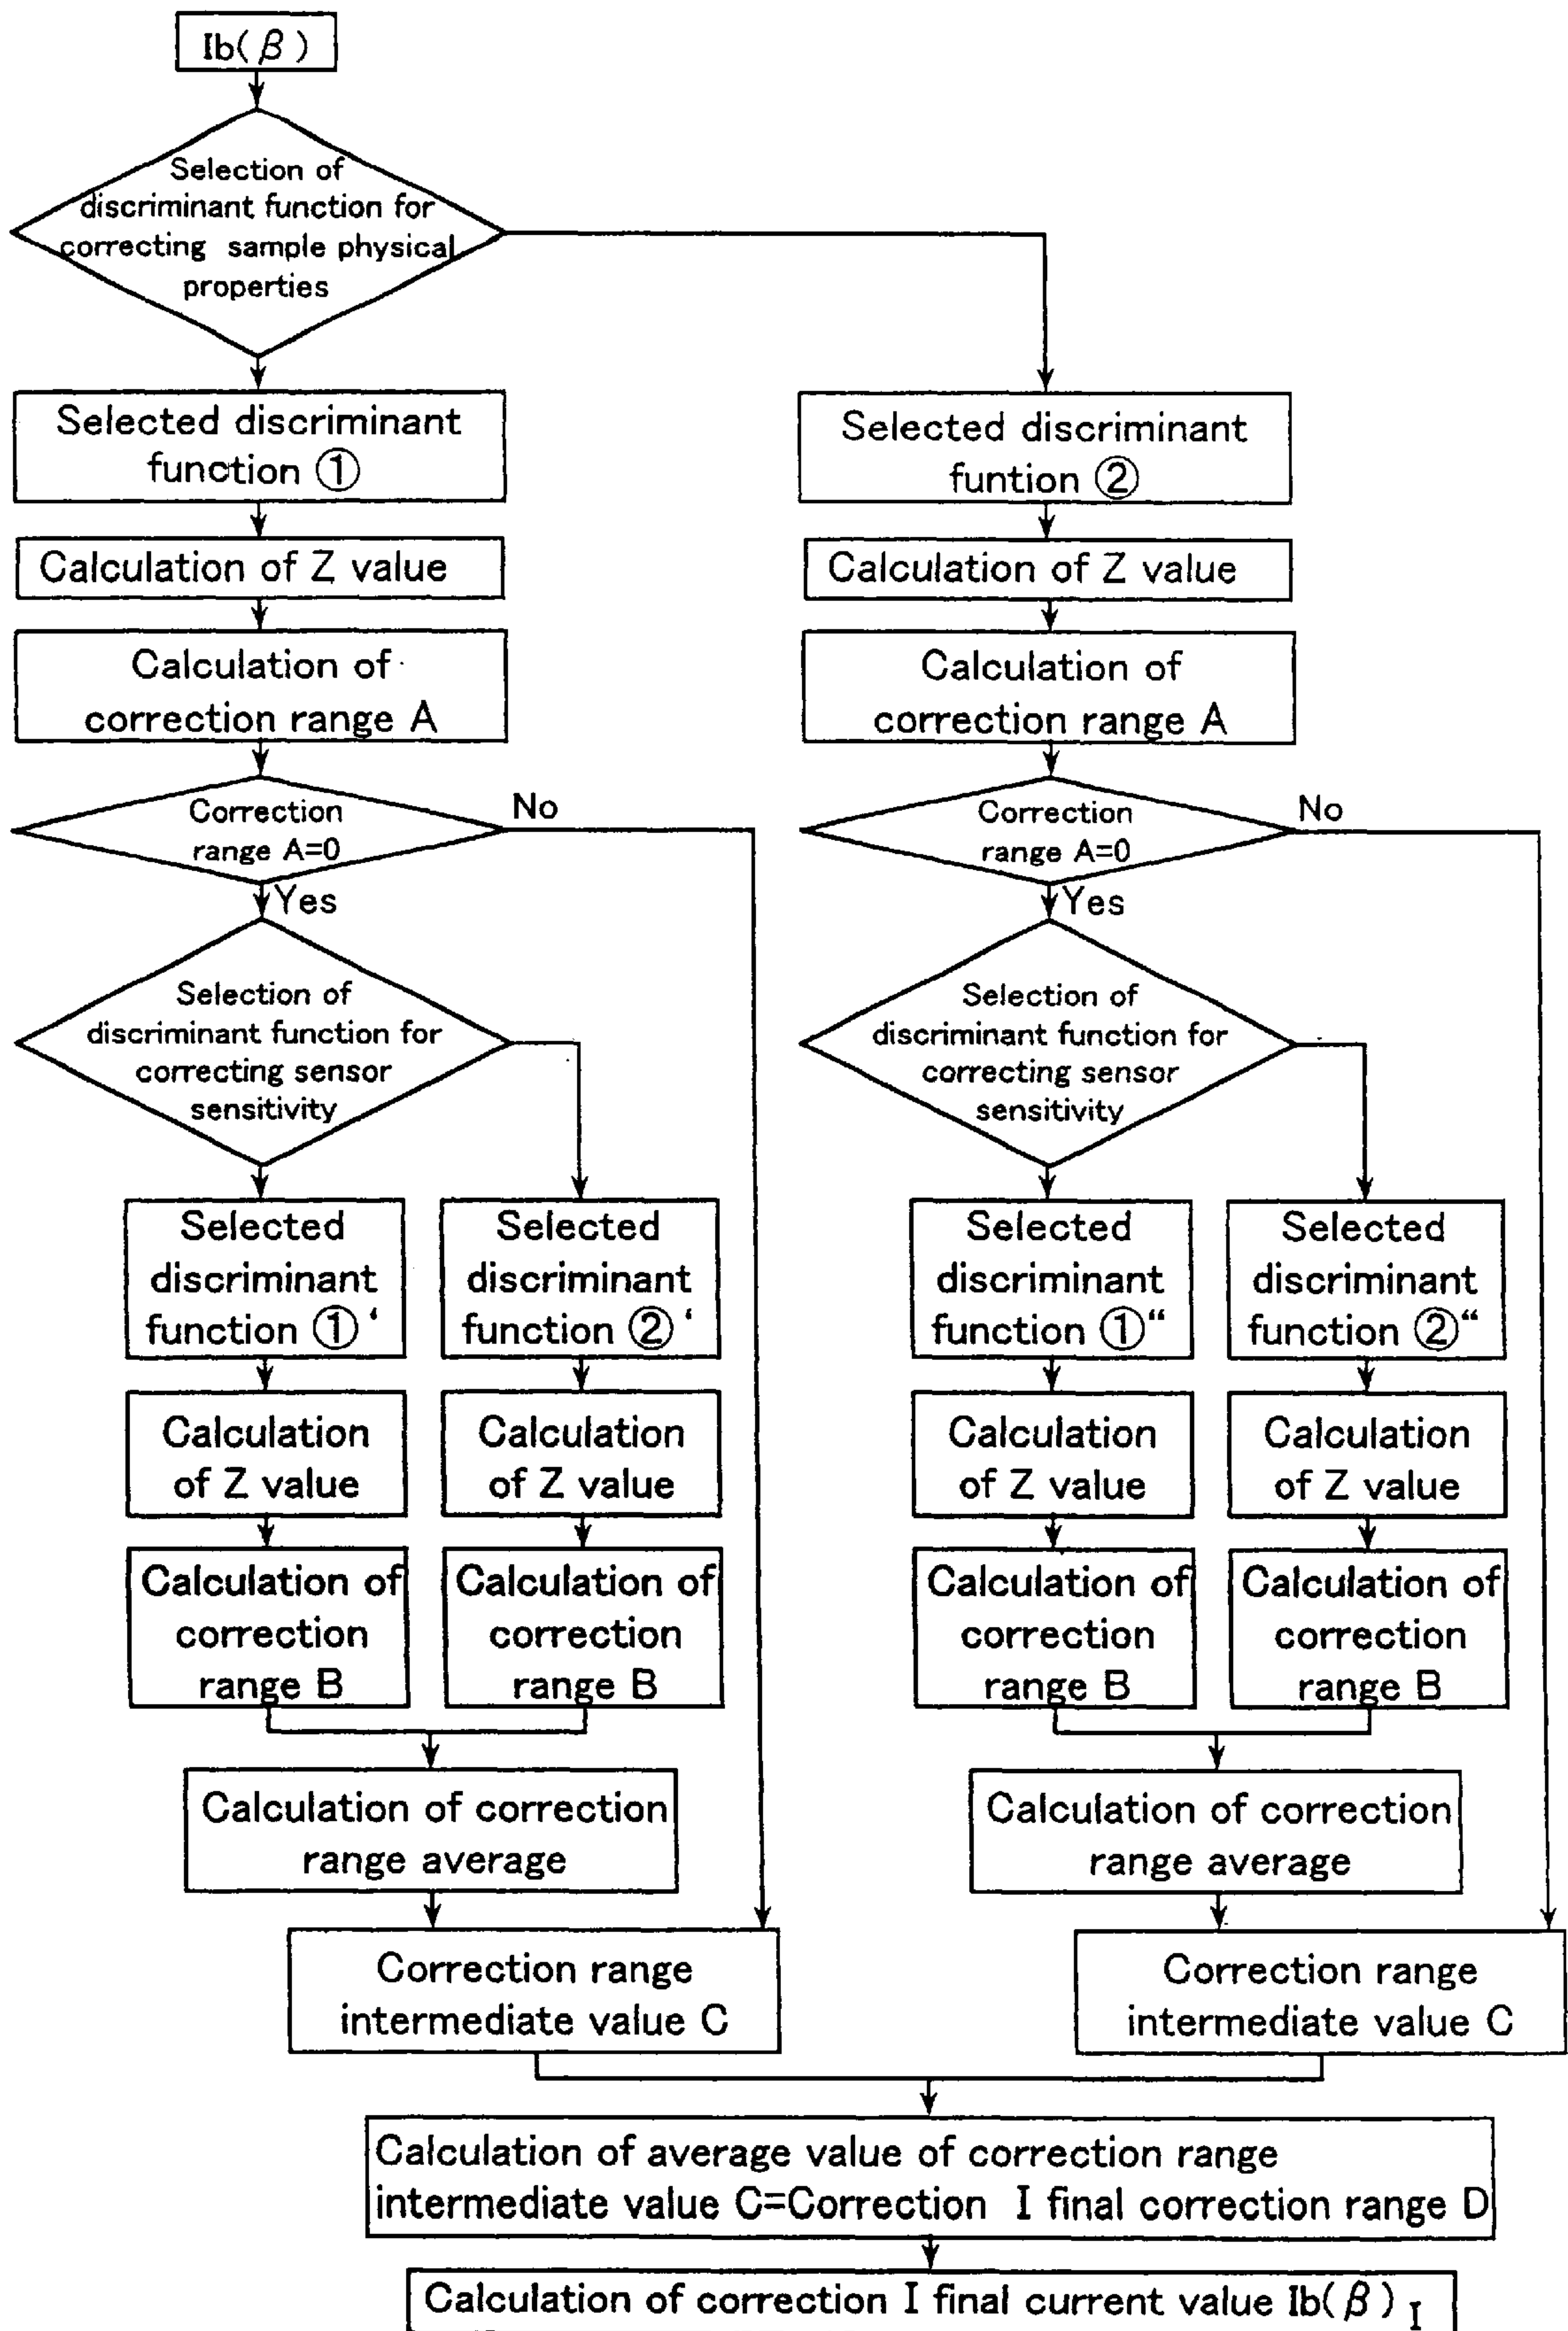 Ib(β)
Selection of
discriminant function for
correcting sample physical
properties
Selected discriminant
function ①
Calculation of Z value
Calculation of
correction range A
Correction
range A=0
No
Yes
Selection of
discriminant function for
correcting sensor
sensitivity
Selected
discriminant
function ①‘
Calculation
of Z value
Calculation of
correction
range B
Selected
discriminant
function ②‘
Calculation
of Z value
Calculation of
correction
range B
Calculation of correction
range average
Correction range
intermediate value C
Selected discriminant
funtion ②
Calculation of Z value
Calculation of
correction range A
Correction
range A=0
No
Yes
Selection of
discriminant function for
correcting sensor
sensitivity
Selected
discriminant
function ①“
Calculation
of Z value
Calculation of
correction
range B
Selected
discriminant
function ②“
Calculation
of Z value
Calculation of
correction
range B
Calculation of correction
range average
Correction range
intermediate value C
Calculation of average value of correction range
intermediate value C=Correction I final correction range D
Calculation of correction I final current value Ib(β)I